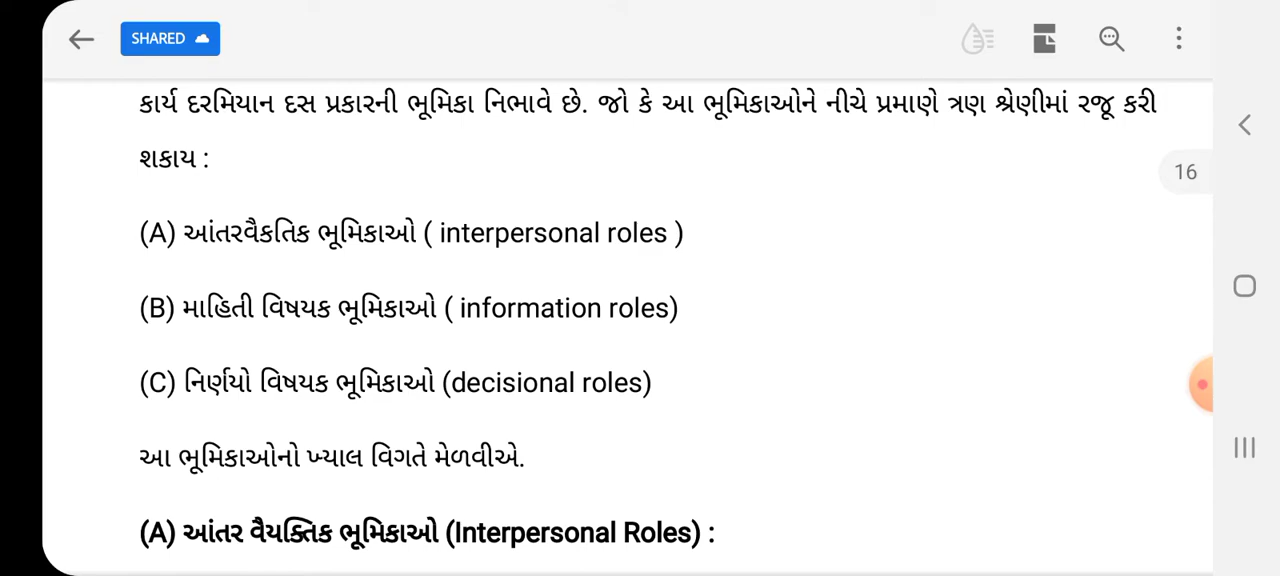 SHARED
કાર્ય દરમિયાન દસ પ્રકારની ભૂમિકા નિભાવે છે. જો કે આ ભૂમિકાઓને નીચે પ્રમાણે ત્રણ શ્રેણીમાં રજૂ કરી
શકાય :
16
(A) આંતરવૈકતિક ભૂમિકાઓ ( interpersonal roles )
(B) માહિતી વિષયક ભૂમિકાઓ ( information roles)
(C) નિર્ણયો વિષયક ભૂમિકાઓ (decisional roles)
આ ભૂમિકાઓનો ખ્યાલ વિગતે મેળવીએ.
(A) આંતર વૈયક્તિક ભૂમિકાઓ (Interpersonal Roles) :